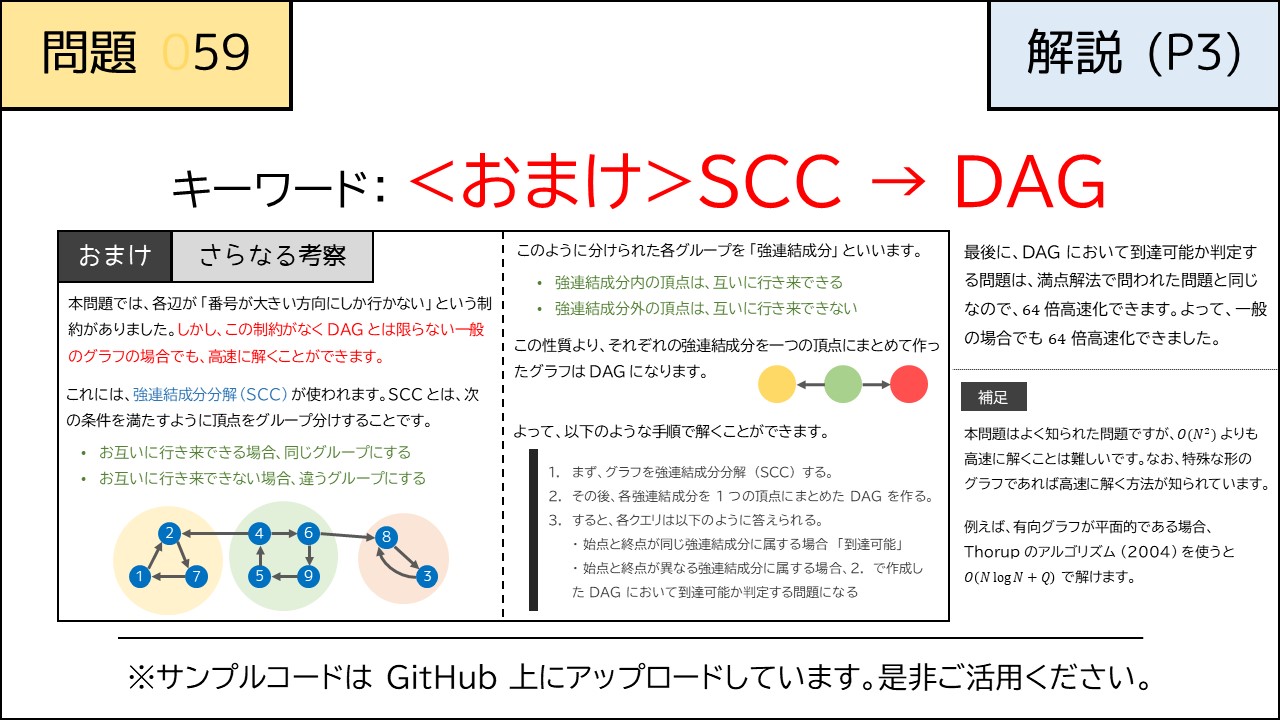 問題 059
解説 (P3)
キーワード: <おまけ>SCC → DAG
おまけ さらなる考察
本問題では、各辺が「番号が大きい方向にしか行かない」という制
約がありました。しかし、この制約がなく DAG とは限らない一般
のグラフの場合でも、高速に解くことができます。
これには、強連結成分分解(SCC)が使われます。SCC とは、次
の条件を満たすように頂点をグループ分けすることです。
• お互いに行き来できる場合、同じグループにする
• お互いに行き来できない場合、違うグループにする
2 4 6 8
1 7 5 9 3
このように分けられた各グループを「強連結成分」といいます。
• 強連結成分内の頂点は、互いに行き来できる
• 強連結成分外の頂点は、互いに行き来できない
この性質より、それぞれの強連結成分を一つの頂点にまとめて作っ
たグラフは DAG になります。
よって、以下のような手順で解くことができます。
1. まず、グラフを強連結成分分解(SCC)する。
2. その後、各強連結成分を 1 つの頂点にまとめた DAG を作る。
3. すると、各クエリは以下のように答えられる。
・始点と終点が同じ強連結成分に属する場合 「到達可能」
・始点と終点が異なる強連結成分に属する場合、2. で作成し
た DAG において到達可能か判定する問題になる
最後に、DAG において到達可能か判定す
る問題は、満点解法で問われた問題と同じ
なので、64 倍高速化できます。よって、一般
の場合でも 64 倍高速化できました。
補足
本問題はよく知られた問題ですが、O(N²) よりも
高速に解くことは難しいです。なお、特殊な形の
グラフであれば高速に解く方法が知られています。
例えば、有向グラフが平面的である場合、
Thorup のアルゴリズム(2004)を使うと
O(N log N + Q) で解けます。
※サンプルコードは GitHub 上にアップロードしています。是非ご活用ください。